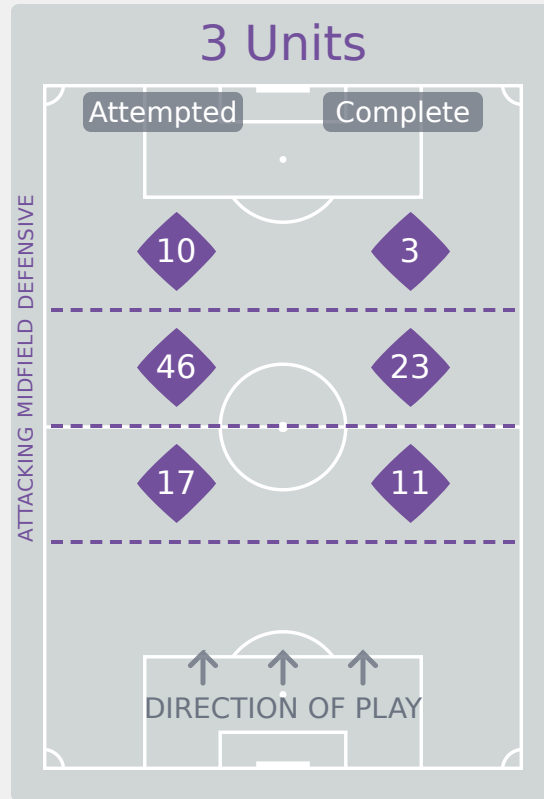 3 Units
Attempted Complete
ATTACKING MIDFIELD DEFENSIVE
10 3
46 23
17 11
DIRECTION OF PLAY